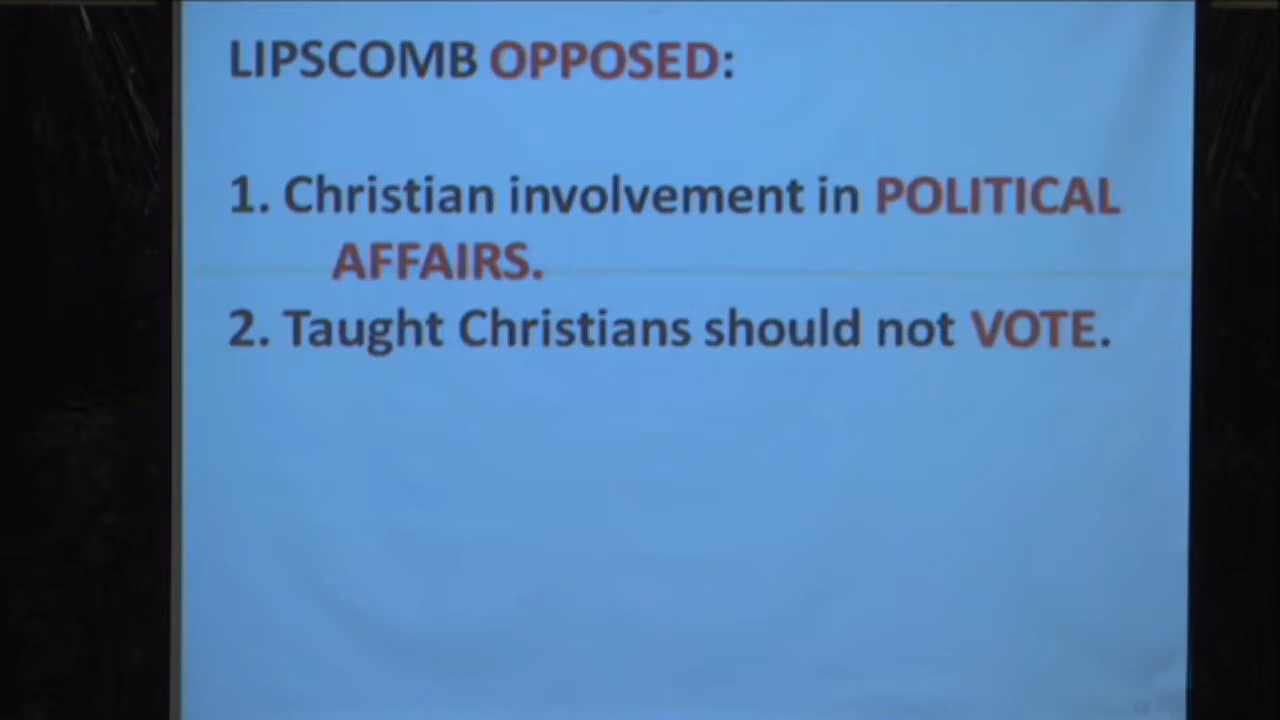 LIPSCOMB OPPOSED:
1. Christian involvement in POLITICAL
AFFAIRS.
2. Taught Christians should not VOTE.